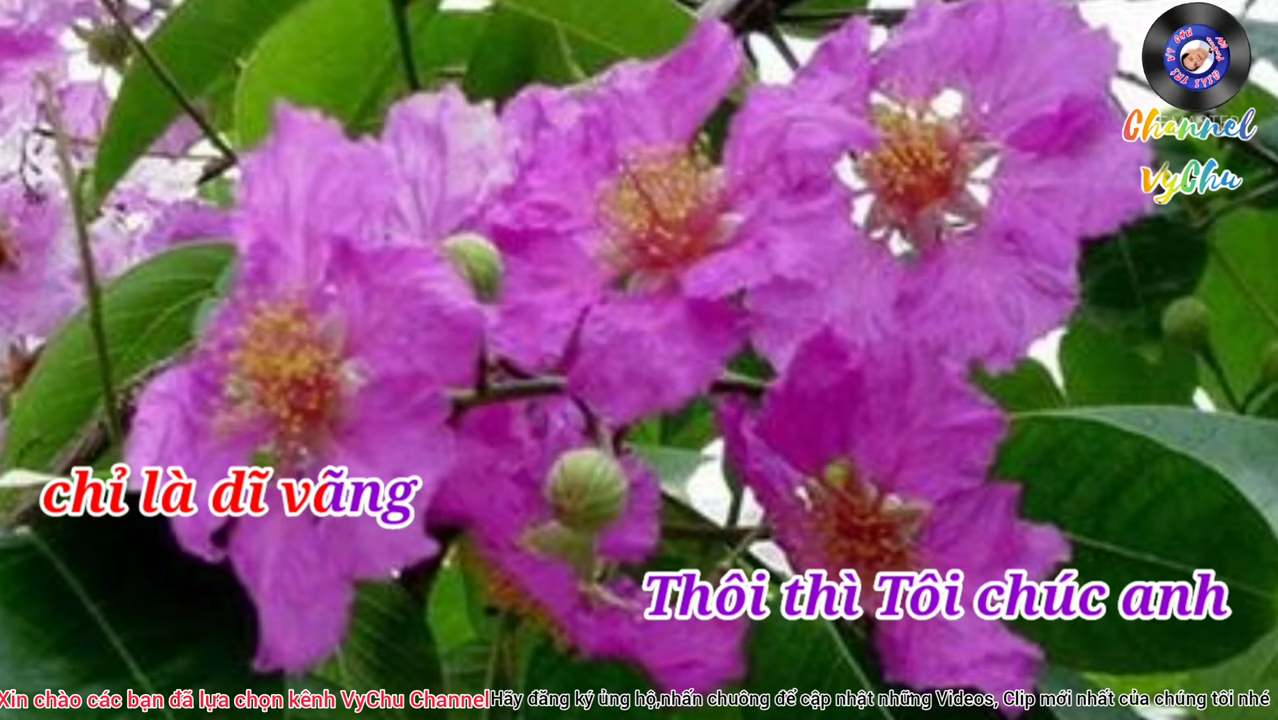 Channel
VyChu
chỉ là dĩ vãng
Thôi thì Tôi chúc anh
Xin chào các bạn đã lựa chọn kênh VyChu Channel Hãy đăng ký ủng hộ,nhấn chuông để cập nhật những Videos, Clip mới nhất của chúng tôi nhé